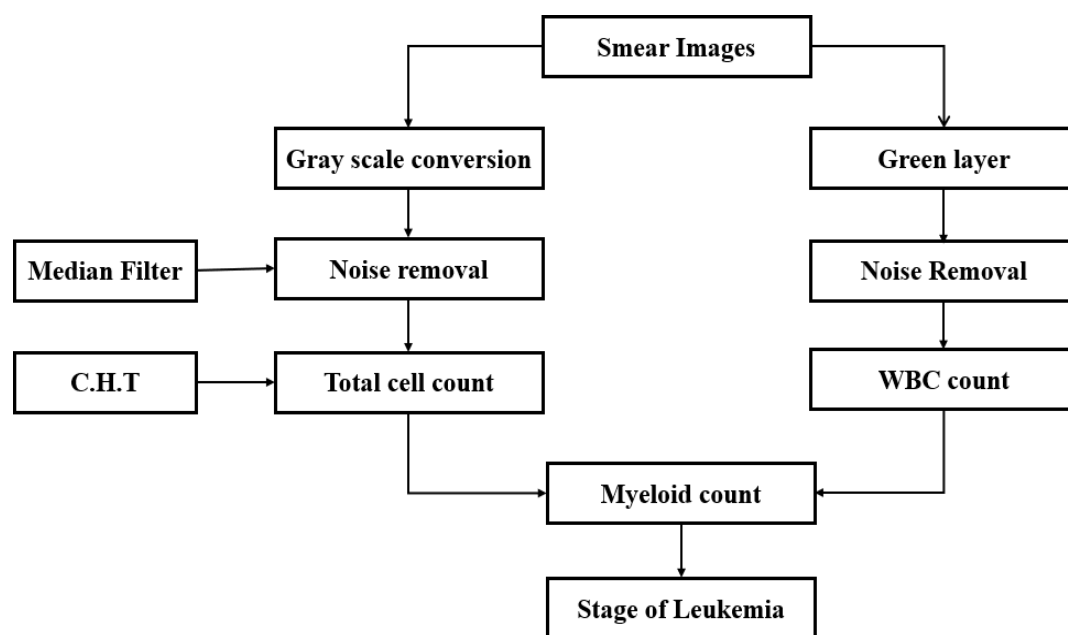 Smear Images
Gray scale conversion
Green layer
Median Filter
Noise removal
Noise Removal
C.H.T
Total cell count
WBC count
Myeloid count
Stage of Leukemia